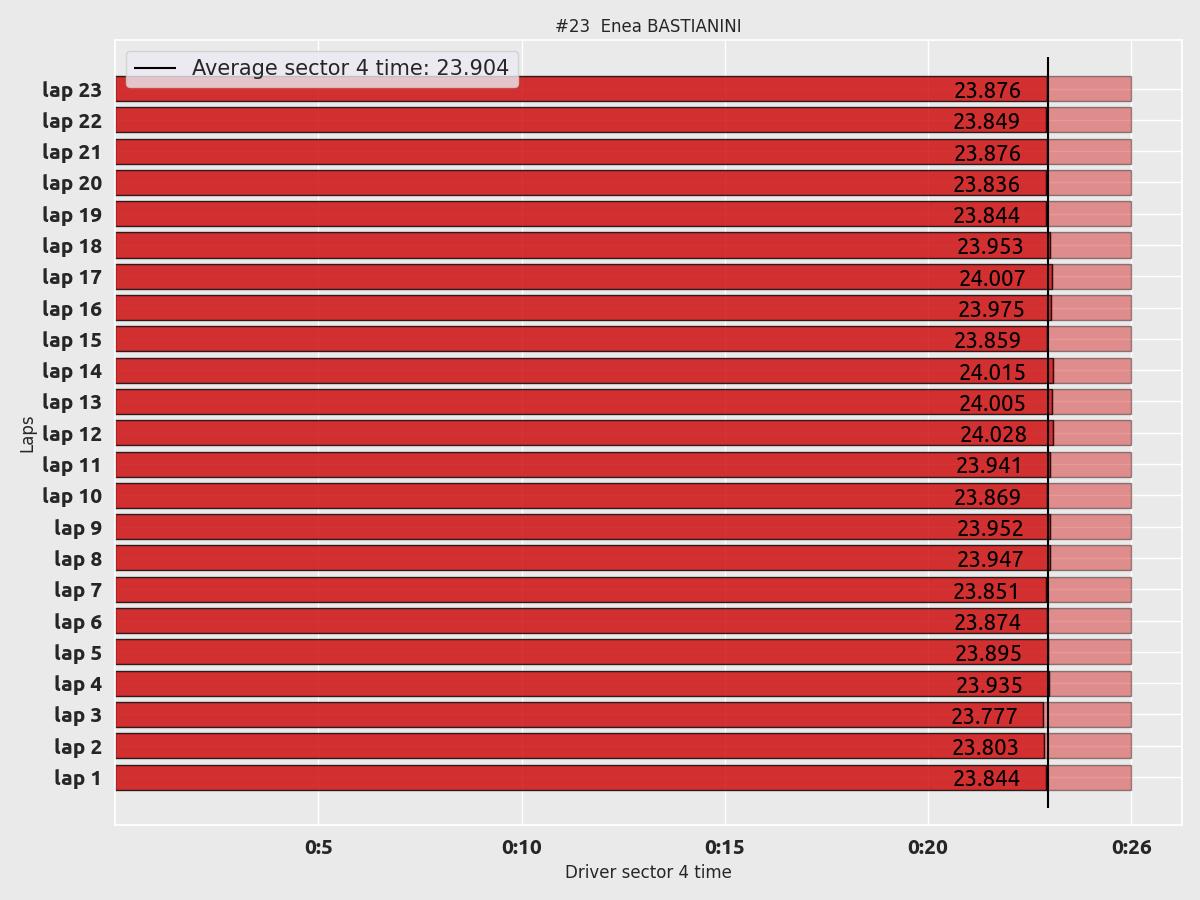 #23  Enea BASTIANINI
Average sector 4 time: 23.904
lap 23 23.876
lap 22 23.849
lap 21 23.876
lap 20 23.836
lap 19 23.844
lap 18 23.953
lap 17 24.007
lap 16 23.975
lap 15 23.859
lap 14 24.015
lap 13 24.005
lap 12 24.028
lap 11 23.941
lap 10 23.869
lap 9 23.952
lap 8 23.947
lap 7 23.851
lap 6 23.874
lap 5 23.895
lap 4 23.935
lap 3 23.777
lap 2 23.803
lap 1 23.844
Laps
0:5 0:10 0:15 0:20 0:26
Driver sector 4 time